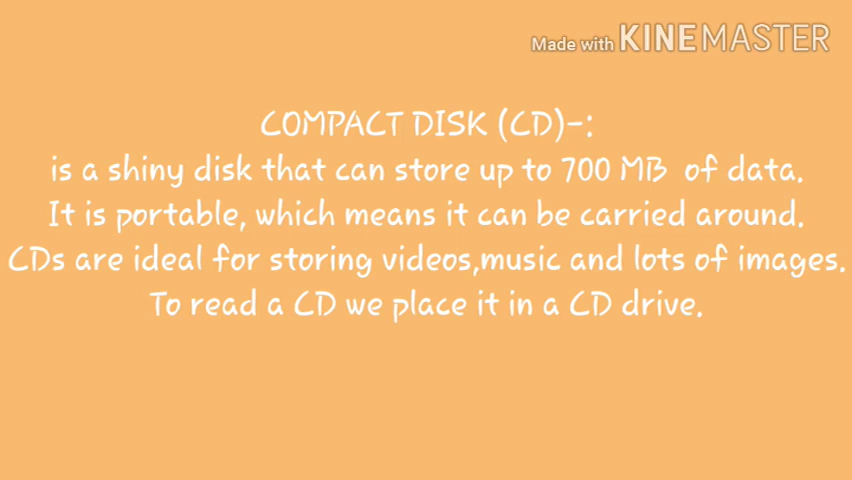 Made with KINEMASTER
COMPACT DISK (CD)-:
is a shiny disk that can store up to 700 MB of data.
It is portable, which means it can be carried around.
CDs are ideal for storing videos,music and lots of images.
To read a CD we place it in a CD drive.